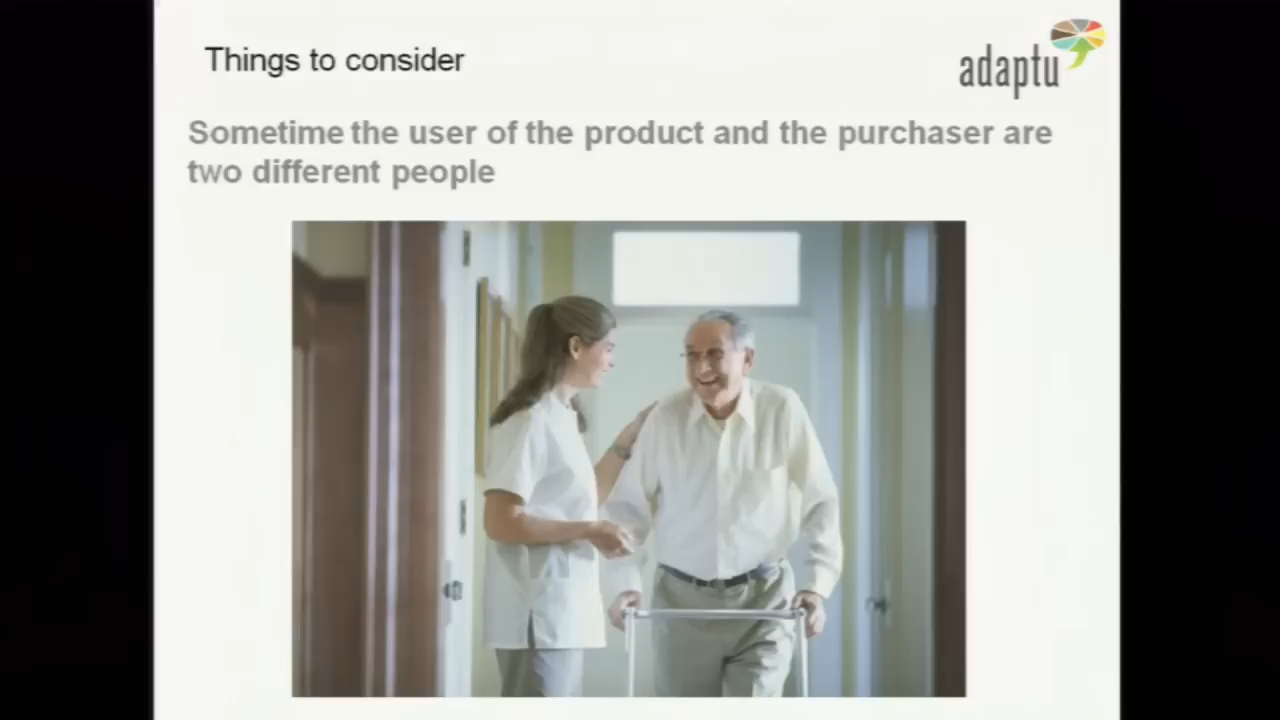 Things to consider
adaptu
Sometime the user of the product and the purchaser are
two different people